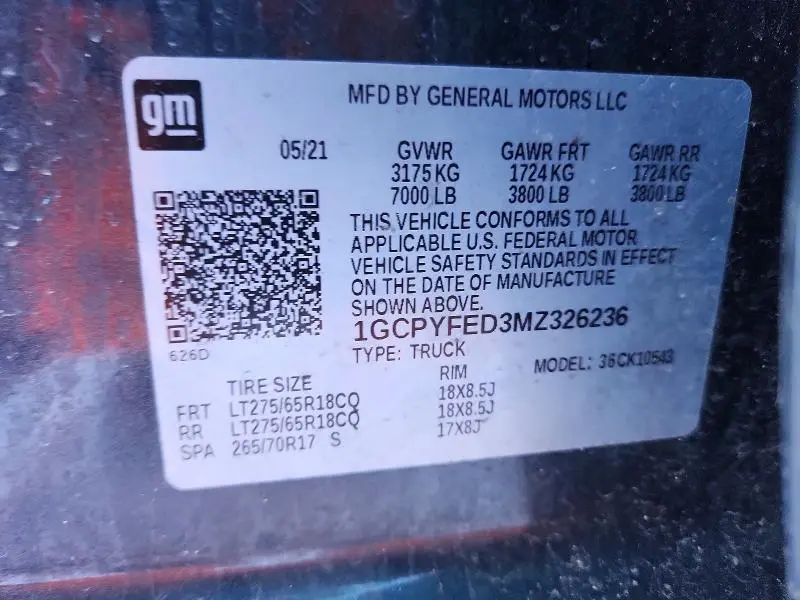 gm
MFD BY GENERAL MOTORS LLC
05/21 GVWR GAWR FRT GAWR RR
3175 KG 1724 KG 1724 KG
7000 LB 3800 LB 3800 LB
THIS VEHICLE CONFORMS TO ALL
APPLICABLE U.S. FEDERAL MOTOR
VEHICLE SAFETY STANDARDS IN EFFECT
ON THE DATE OF MANUFACTURE
SHOWN ABOVE.
1GCPYFED3MZ326236
626D
TYPE: TRUCK MODEL: 36CK10543
TIRE SIZE RIM
FRT LT275/65R18CQ 18X8.5J
RR LT275/65R18CQ 18X8.5J
SPA 265/70R17 S 17X8J